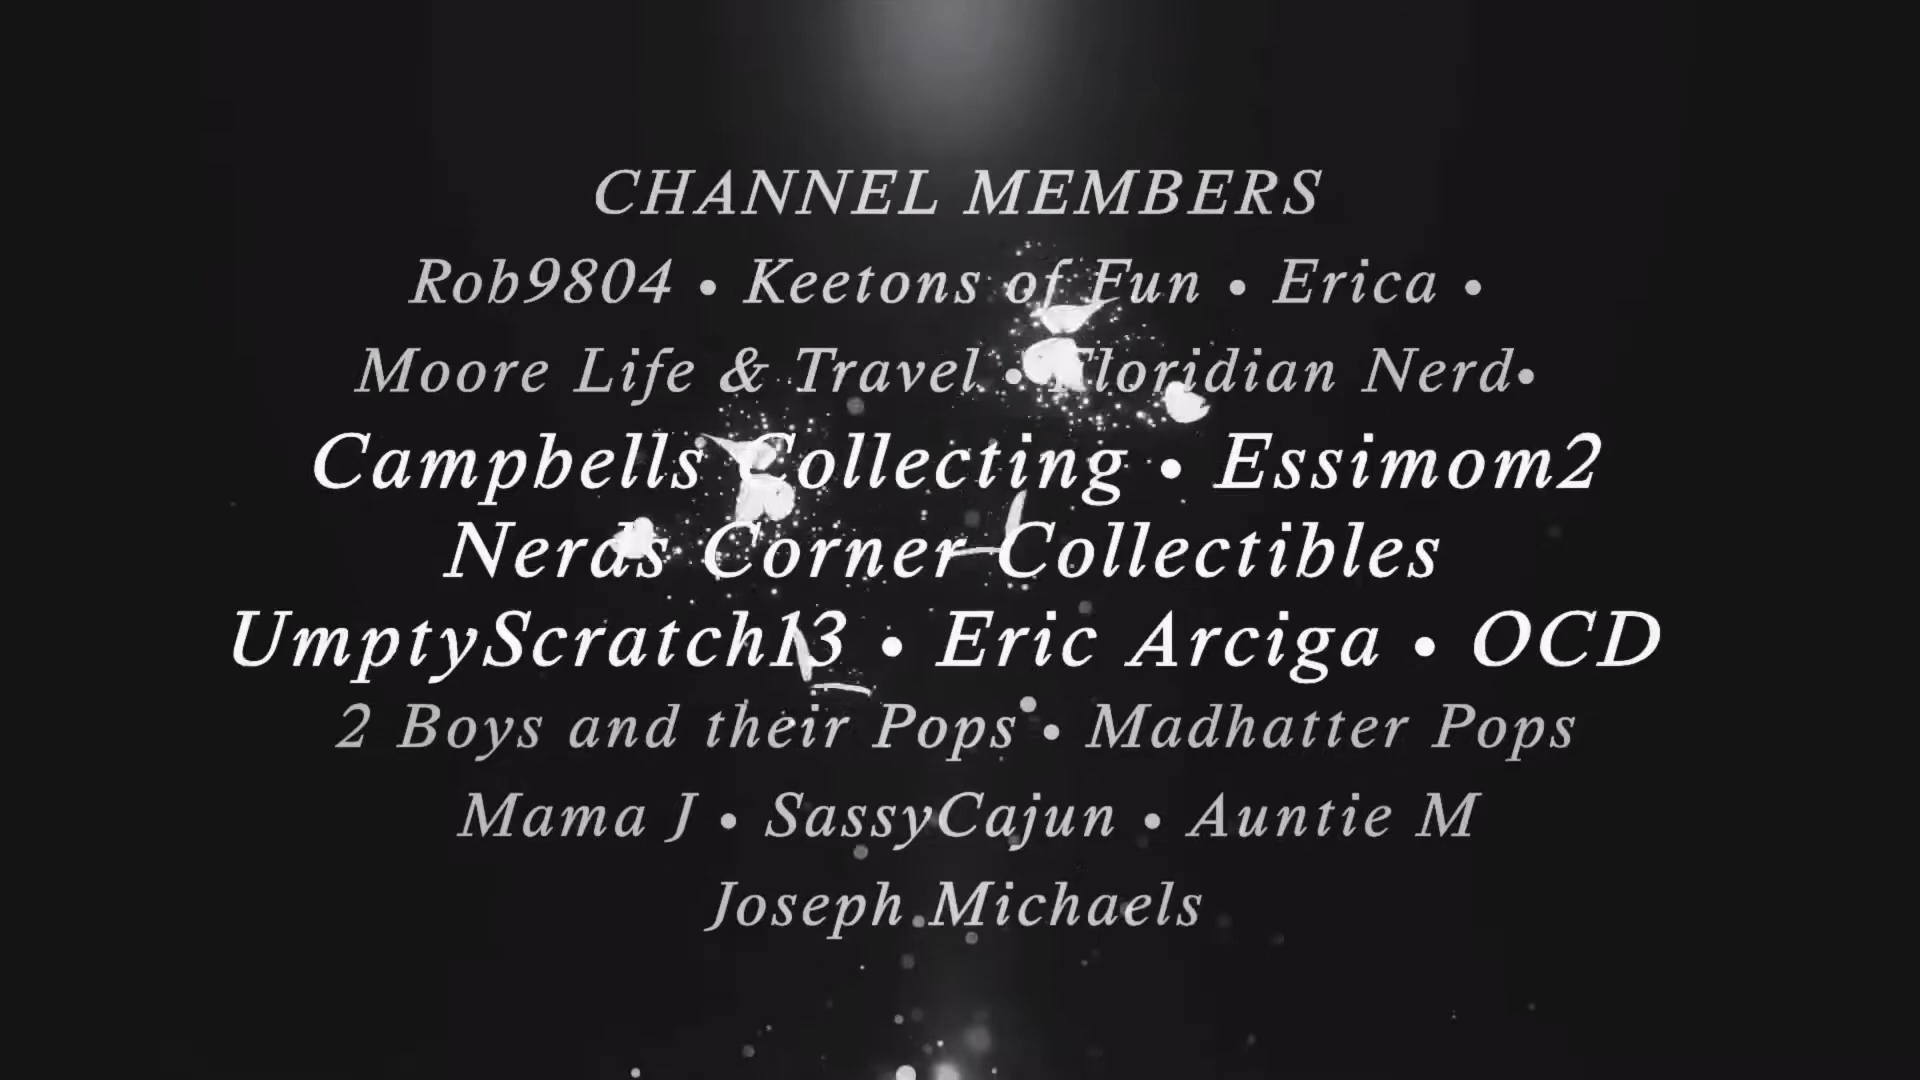 CHANNEL MEMBERS
Rob9804 • Keetons of Fun • Erica •
Moore Life & Travel • Floridian Nerd•
Campbells Collecting • Essimom2
Nerds Corner Collectibles
UmptyScratch13 • Eric Arciga • OCD
2 Boys and their Pops • Madhatter Pops
Mama J • SassyCajun • Auntie M
Joseph Michaels